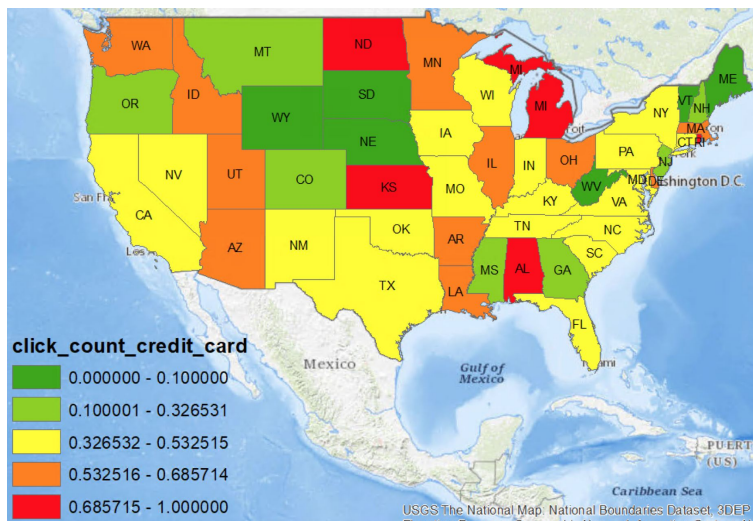 WA
MT
ND
MN
ME
OR
ID
WY
SD
WI
MI
MI
VT
NH
NY
MA
CT
RI
NV
UT
CO
NE
IA
IL
IN
OH
PA
NJ
MD
DE
Washington D.C.
CA
KS
MO
KY
WV
VA
AZ
NM
OK
AR
TN
NC
SC
TX
LA
MS
AL
GA
FL
San Fra
Los
click_count_credit_card
0.000000 - 0.100000
0.100001 - 0.326531
0.326532 - 0.532515
0.532516 - 0.685714
0.685715 - 1.000000
Mexico
Gulf of
Mexico
PUERT
(US)
Caribbean Sea
USGS The National Map: National Boundaries Dataset, 3DEP